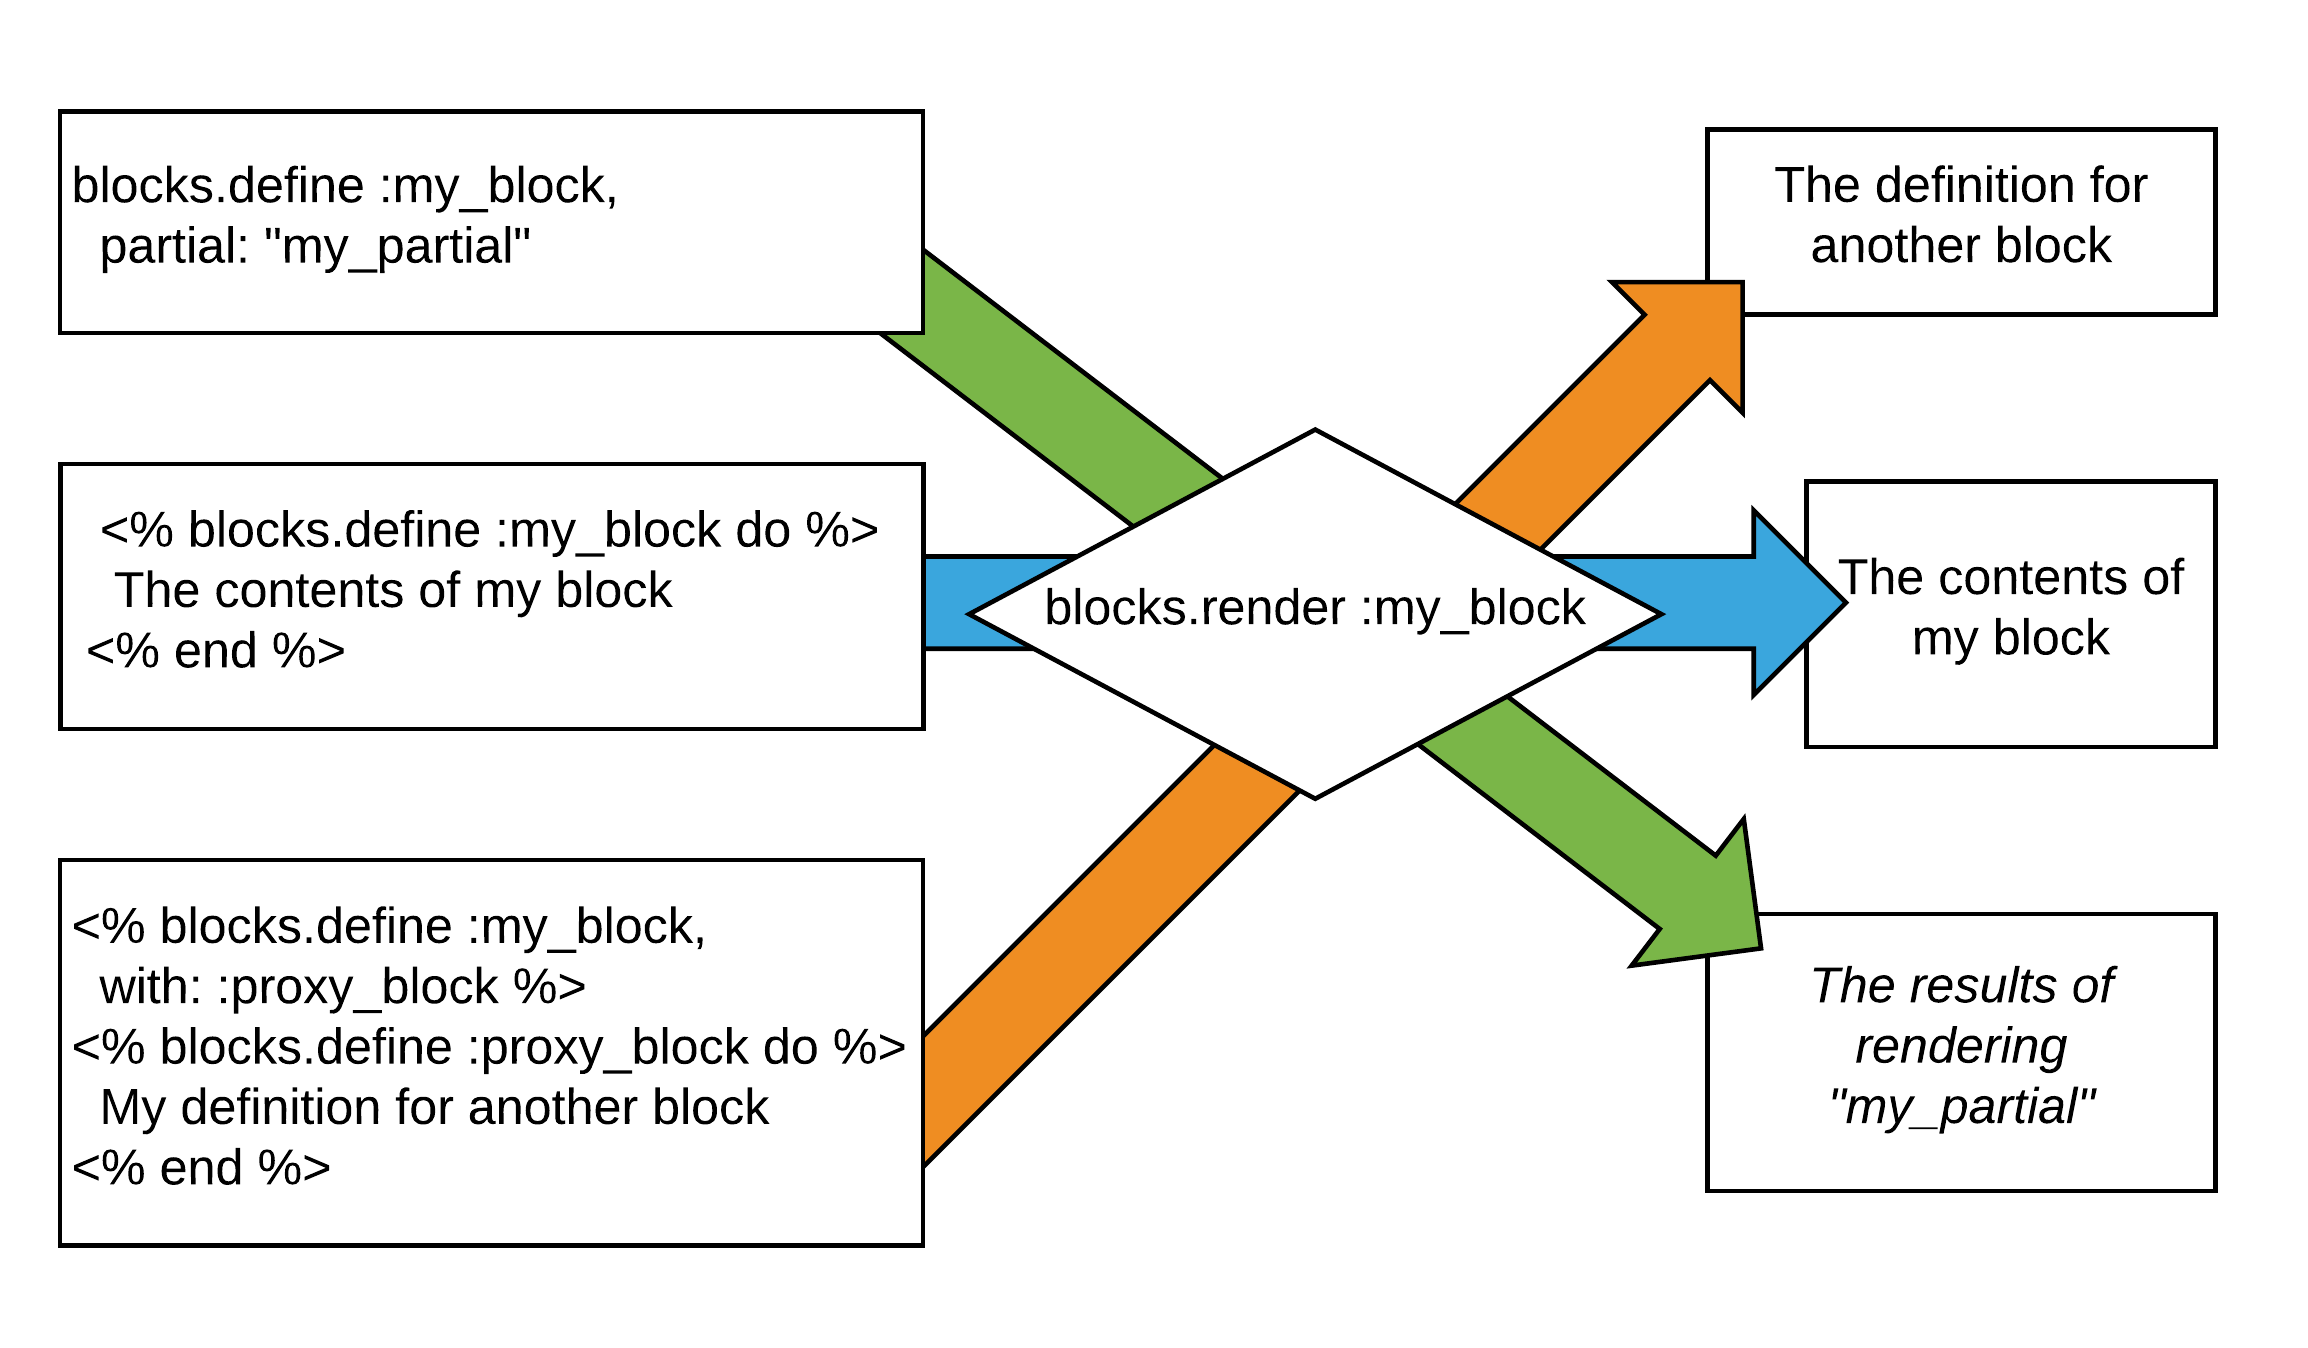 blocks.define :my_block,
partial: "my_partial"
<% blocks.define :my_block do %>
The contents of my block
<% end %>
<% blocks.define :my_block,
with: :proxy_block %>
<% blocks.define :proxy_block do %>
My definition for another block
<% end %>
blocks.render :my_block
The definition for
another block
The contents of
my block
The results of
rendering
"my_partial"